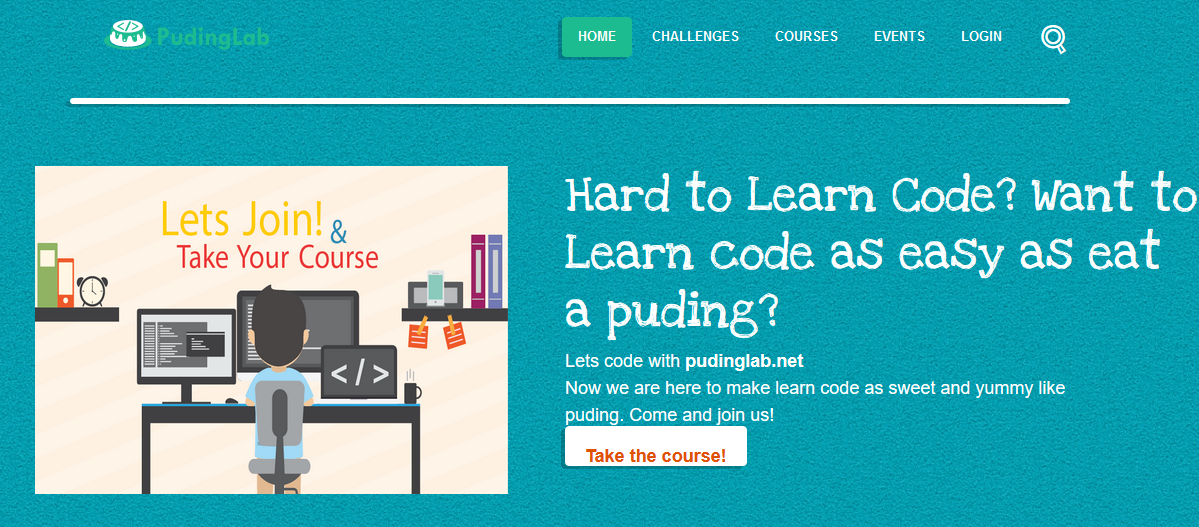 PudingLab
HOME CHALLENGES COURSES EVENTS LOGIN
Lets Join! &
Take Your Course
</>
Hard to Learn Code? Want to
Learn code as easy as eat
a puding?
Lets code with pudinglab.net
Now we are here to make learn code as sweet and yummy like
puding. Come and join us!
Take the course!